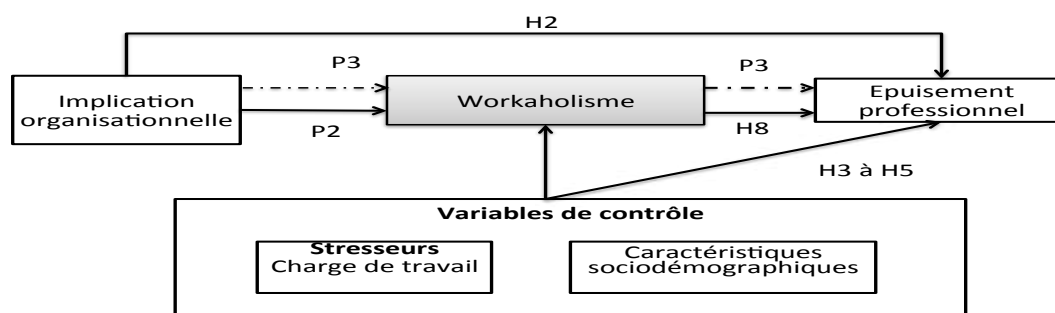 H2
P3
P3
Implication
organisationnelle
Workaholisme
Epuisement
professionnel
P2
H8
H3 à H5
Variables de contrôle
Stresseurs
Charge de travail
Caractéristiques
sociodémographiques